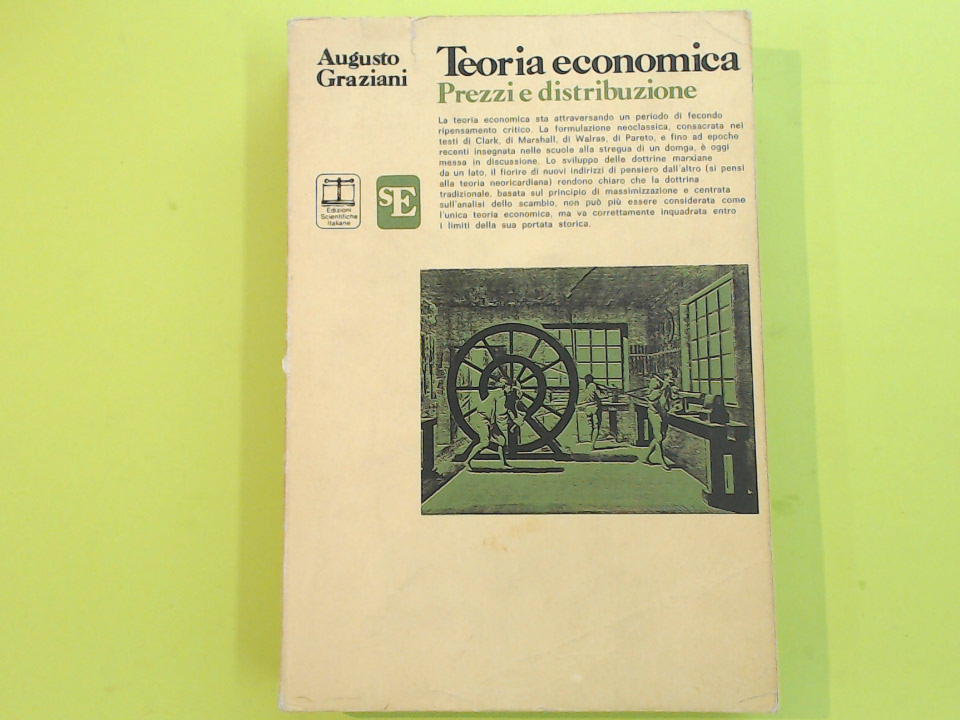 Augusto
Graziani
Teoria economica
Prezzi e distribuzione
La teoria economica sta attraversando un periodo di fecondo
ripensamento critico. La formulazione neoclassica, consacrata nei
testi di Clark, di Marshall, di Walras, di Pareto, e fino ad epoche
recenti insegnata nelle scuole alla stregua di un domga, è oggi
messa in discussione. Lo sviluppo delle dottrine marxiane
da un lato, il fiorire di nuovi indirizzi di pensiero dall'altro (si pensi
alla teoria neoricardiana) rendono chiaro che la dottrina
tradizionale, basata sul principio di massimizzazione e centrata
sull'analisi dello scambio, non può più essere considerata come
l'unica teoria economica, ma va correttamente inquadrata entro
i limiti della sua portata storica.
Edizioni
Scientifiche
Italiane
SE